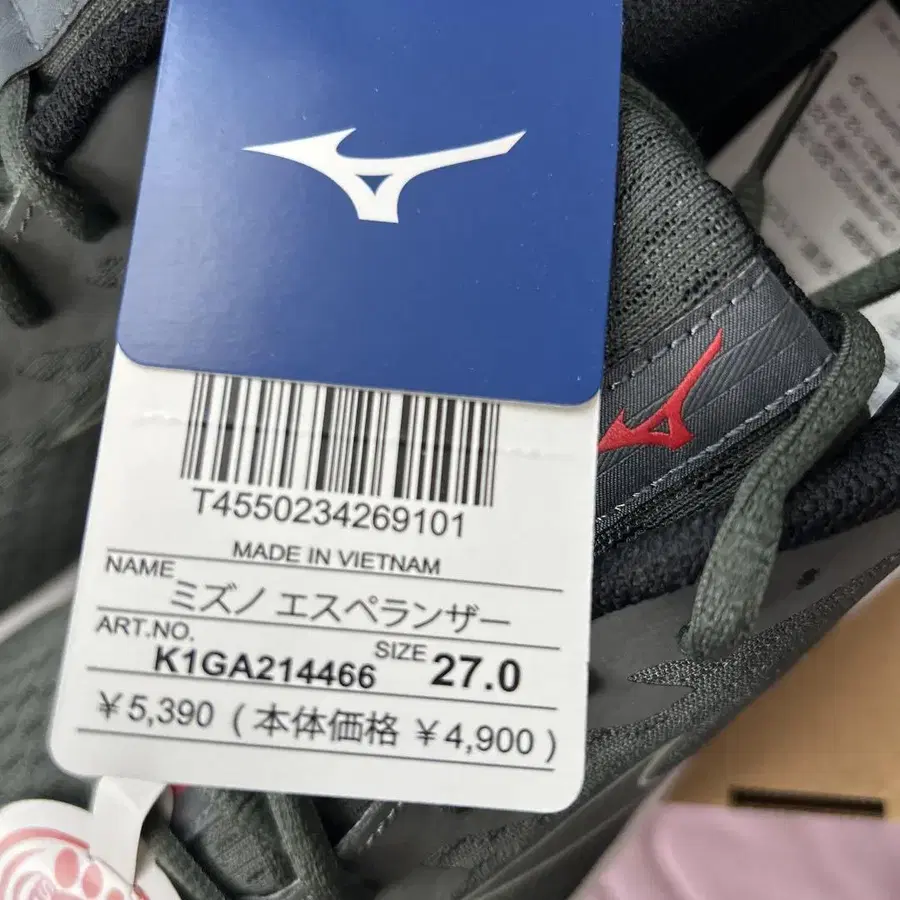 T4550234269101
MADE IN VIETNAM
NAME ミズノ エスペランザー
ART.NO. K1GA214466 SIZE 27.0
￥5,390 ( 本体価格 ￥4,900 )